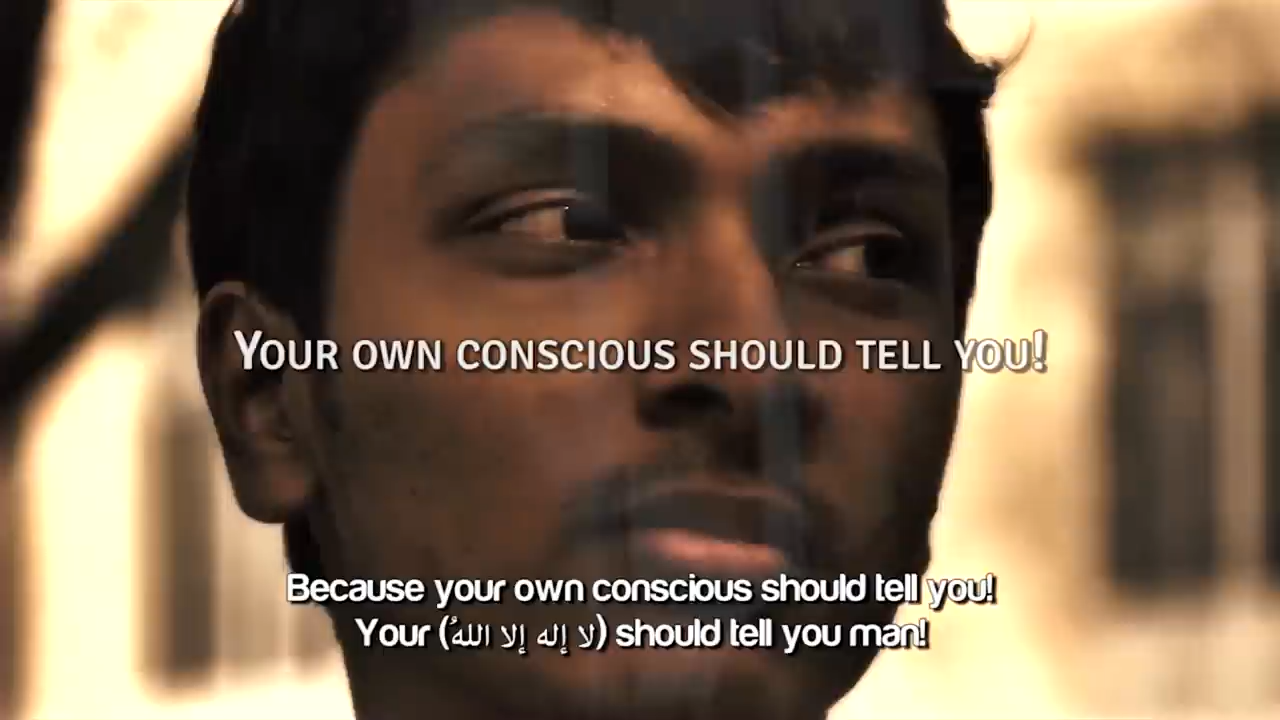 Your own conscious should tell you!
Because your own conscious should tell you!
Your (لا إله إلا اللهُ) should tell you man!